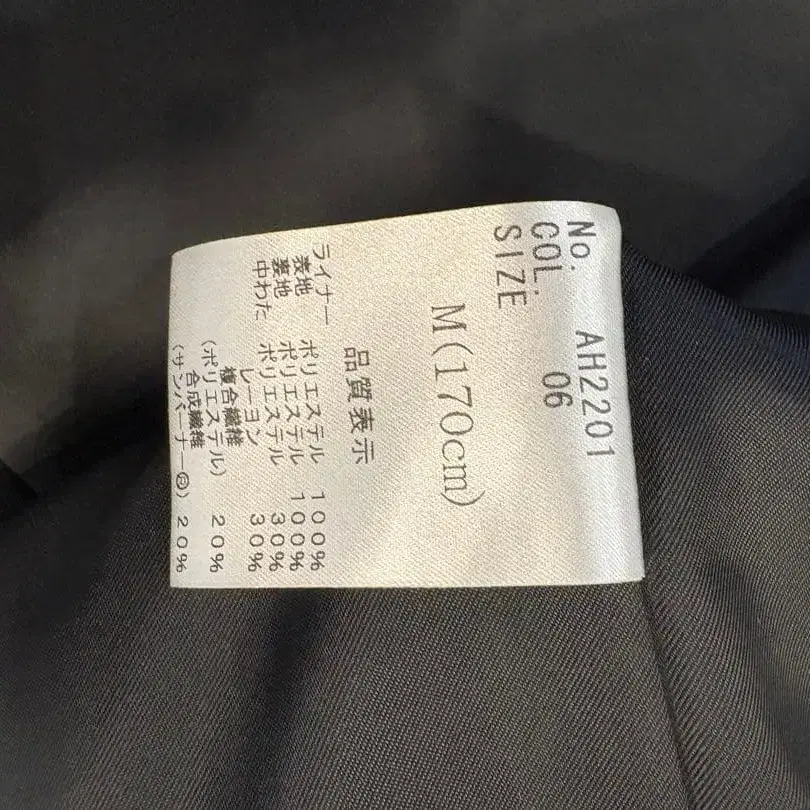 No. AH2201
COL. 06
SIZE
M(170cm)
品質表示
ライナー
表地 ポリエステル 100%
裏地 ポリエステル 100%
中わた ポリエステル 30%
レーヨン 30%
複合繊維
(ポリエステル) 20%
合成繊維
(サンバーナーⓇ) 20%